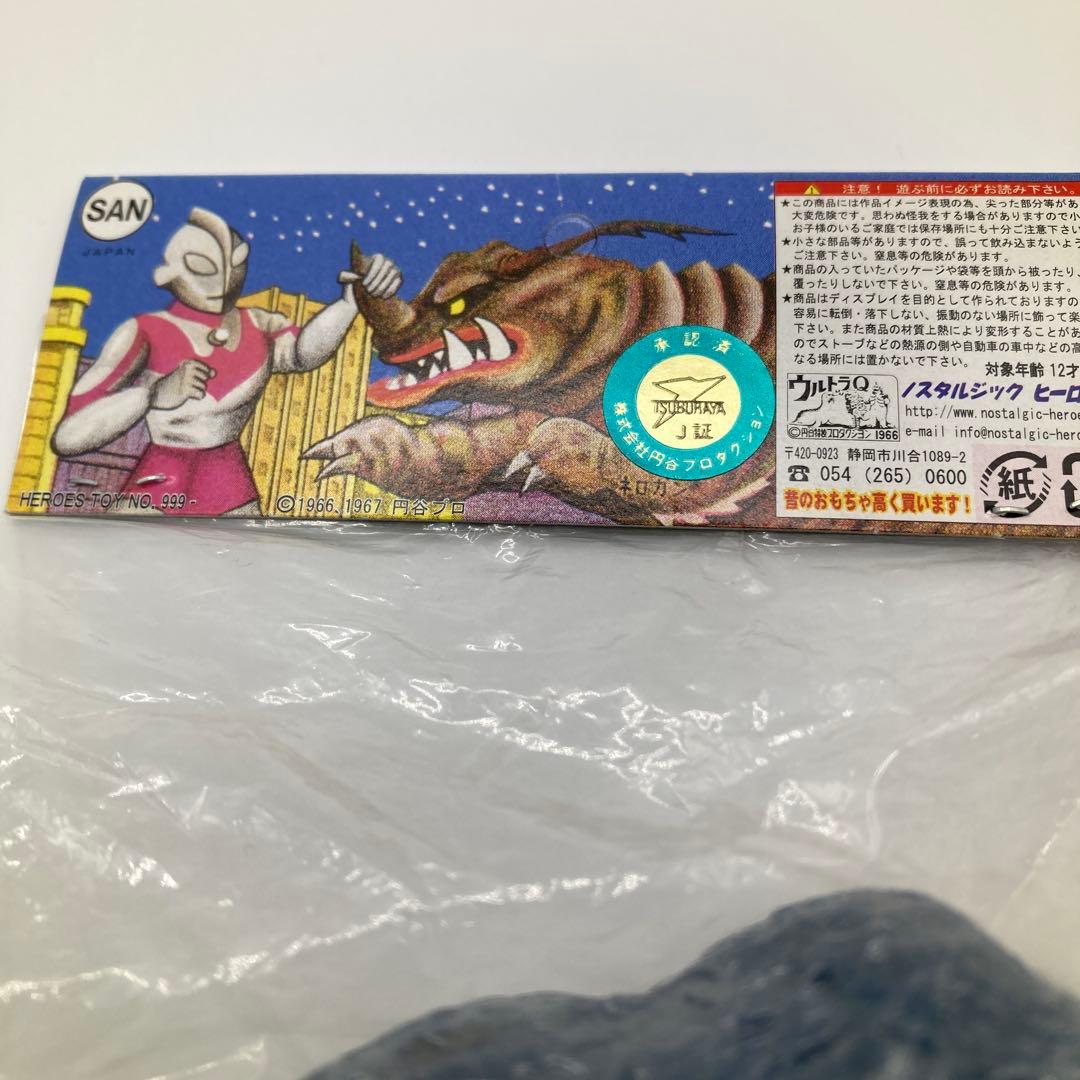 SAN
JAPAN
HEROES TOY NO. 999 -
©1966、1967 円谷プロ
ネロガン
承認済
TSUBURAYA
J証
株式会社円谷プロダクション
注意！ 遊ぶ前に必ずお読み下さい。
★この商品には作品イメージ表現の為、尖った部分等があ
大変危険です。思わぬ怪我をする場合がありますので小
お子様のいるご家庭では保存場所にも十分ご注意下さい
★小さな部品等がありますので、誤って飲み込まないよう
ご注意下さい。窒息等の危険があります。
★商品の入っていたパッケージや袋等を頭から被ったり、
覆ったりしないで下さい。窒息等の危険があります。
★商品はディスプレイを目的として作られておりますの
容易に転倒・落下しない、振動のない場所に飾って楽
下さい。また商品の材質上熱により変形することがあ
のでストーブなどの熱源の側や自動車の車中などの高
なる場所には置かないで下さい。
対象年齢 12才
ウルトラQ
©円谷特技プロダクション 1966
ノスタルジック ヒーロ
http://www.nostalgic-heroe
e-mail info@nostalgic-hero
〒420-0923 静岡市川合1089-2
☎ 054 (265) 0600
昔のおもちゃ高く買います！
紙